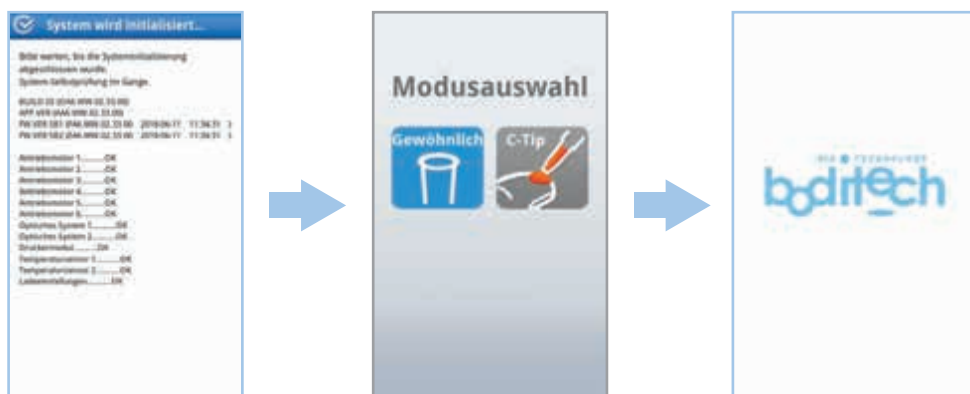 System wird initialisiert...
Bitte warten, bis die Systeminitialisierung
abgeschlossen wurde.
System-Selbstprüfung im Gange.
Antriebsmotor 1.........OK
Antriebsmotor 2.........OK
Antriebsmotor 3.........OK
Antriebsmotor 4.........OK
Antriebsmotor 5.........OK
Antriebsmotor 6.........OK
Optisches System 1.........OK
Optisches System 2.........OK
Druckermodul.........OK
Temperatursensor 1.........OK
Temperatursensor 2.........OK
Ladeeinstellungen.........OK
Modusauswahl
Gewöhnlich
C-Tip
boditech